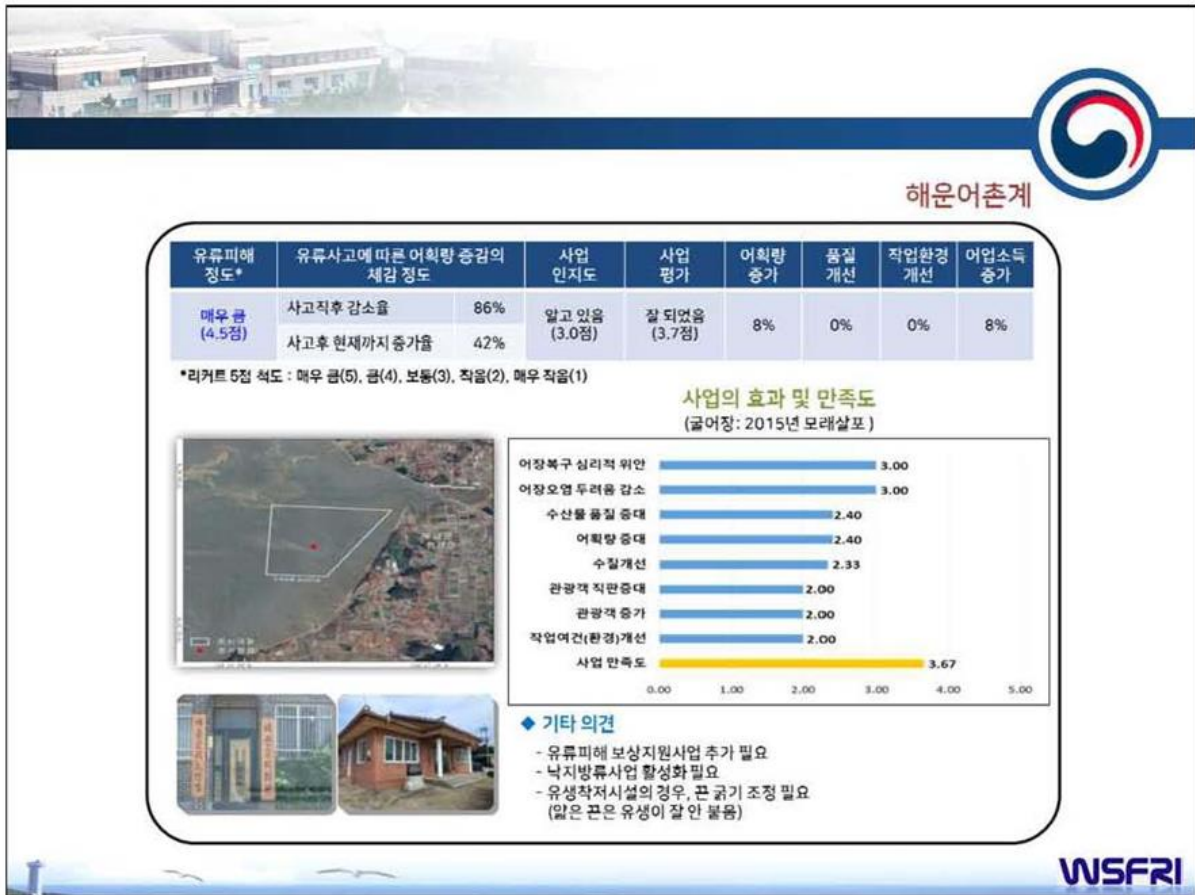 해운어촌계
유류피해
정도*
유류사고에 따른 어획량 증감의
체감 정도
사업
인지도
사업
평가
어획량
증가
품질
개선
작업환경
개선
어업소득
증가
매우 큼
(4.5점)
사고직후 감소율
86%
사고후 현재까지 증가율
42%
알고 있음
(3.0점)
잘 되었음
(3.7점)
8%
0%
0%
8%
*리커트 5점 척도 : 매우 큼(5), 큼(4), 보통(3), 작음(2), 매우 작음(1)
사업의 효과 및 만족도
(굴어장: 2015년 모래살포)
어장복구 심리적 위안 3.00
어장오염 두려움 감소 3.00
수산물 품질 증대 2.40
어획량 증대 2.40
수질개선 2.33
관광객 직판증대 2.00
관광객 증가 2.00
작업여건(환경)개선 2.00
사업 만족도 3.67
0.00 1.00 2.00 3.00 4.00 5.00
◆ 기타 의견
- 유류피해 보상지원사업 추가 필요
- 낙지방류사업 활성화 필요
- 유생착저시설의 경우, 끈 굵기 조정 필요
(얇은 끈은 유생이 잘 안 붙음)
WSFRI